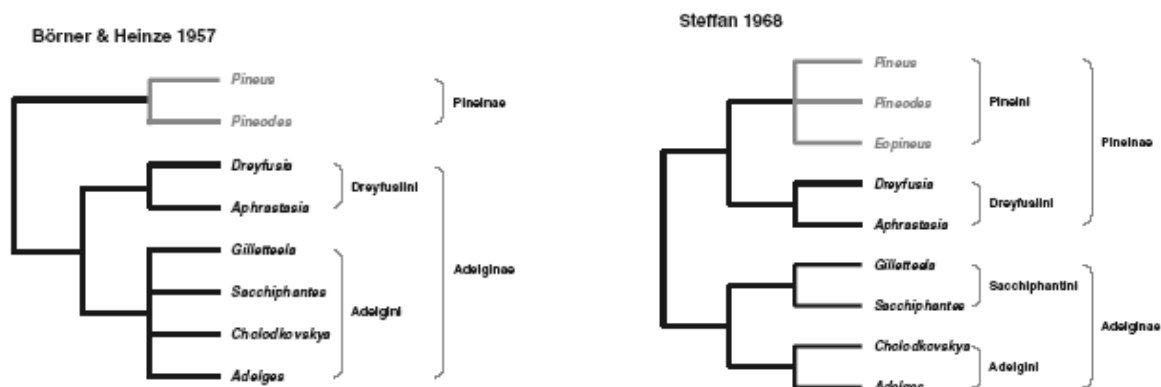 Börner & Heinze 1957
Pineus
Pineodes
Pineinae
Dreyfusia
Aphrastasia
Dreyfusiini
Gilletteela
Sacchiphantes
Cholodkovskya
Adelges
Adelgini
Adelginae
Steffan 1968
Pineus
Pineodes
Eopineus
Pineini
Dreyfusia
Aphrastasia
Dreyfusiini
Pineinae
Gilletteela
Sacchiphantes
Sacchiphantini
Cholodkovskya
Adelges
Adelgini
Adelginae